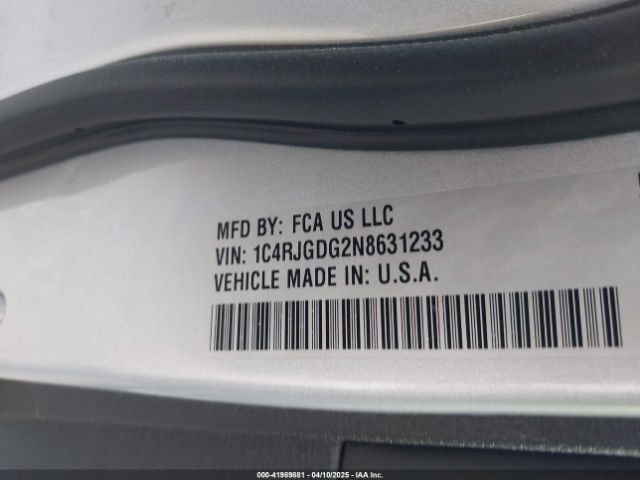 MFD BY: FCA US LLC
VIN: 1C4RJGDG2N8631233
VEHICLE MADE IN: U.S.A.
000-41989881 - 04/10/2025 - IAA Inc.